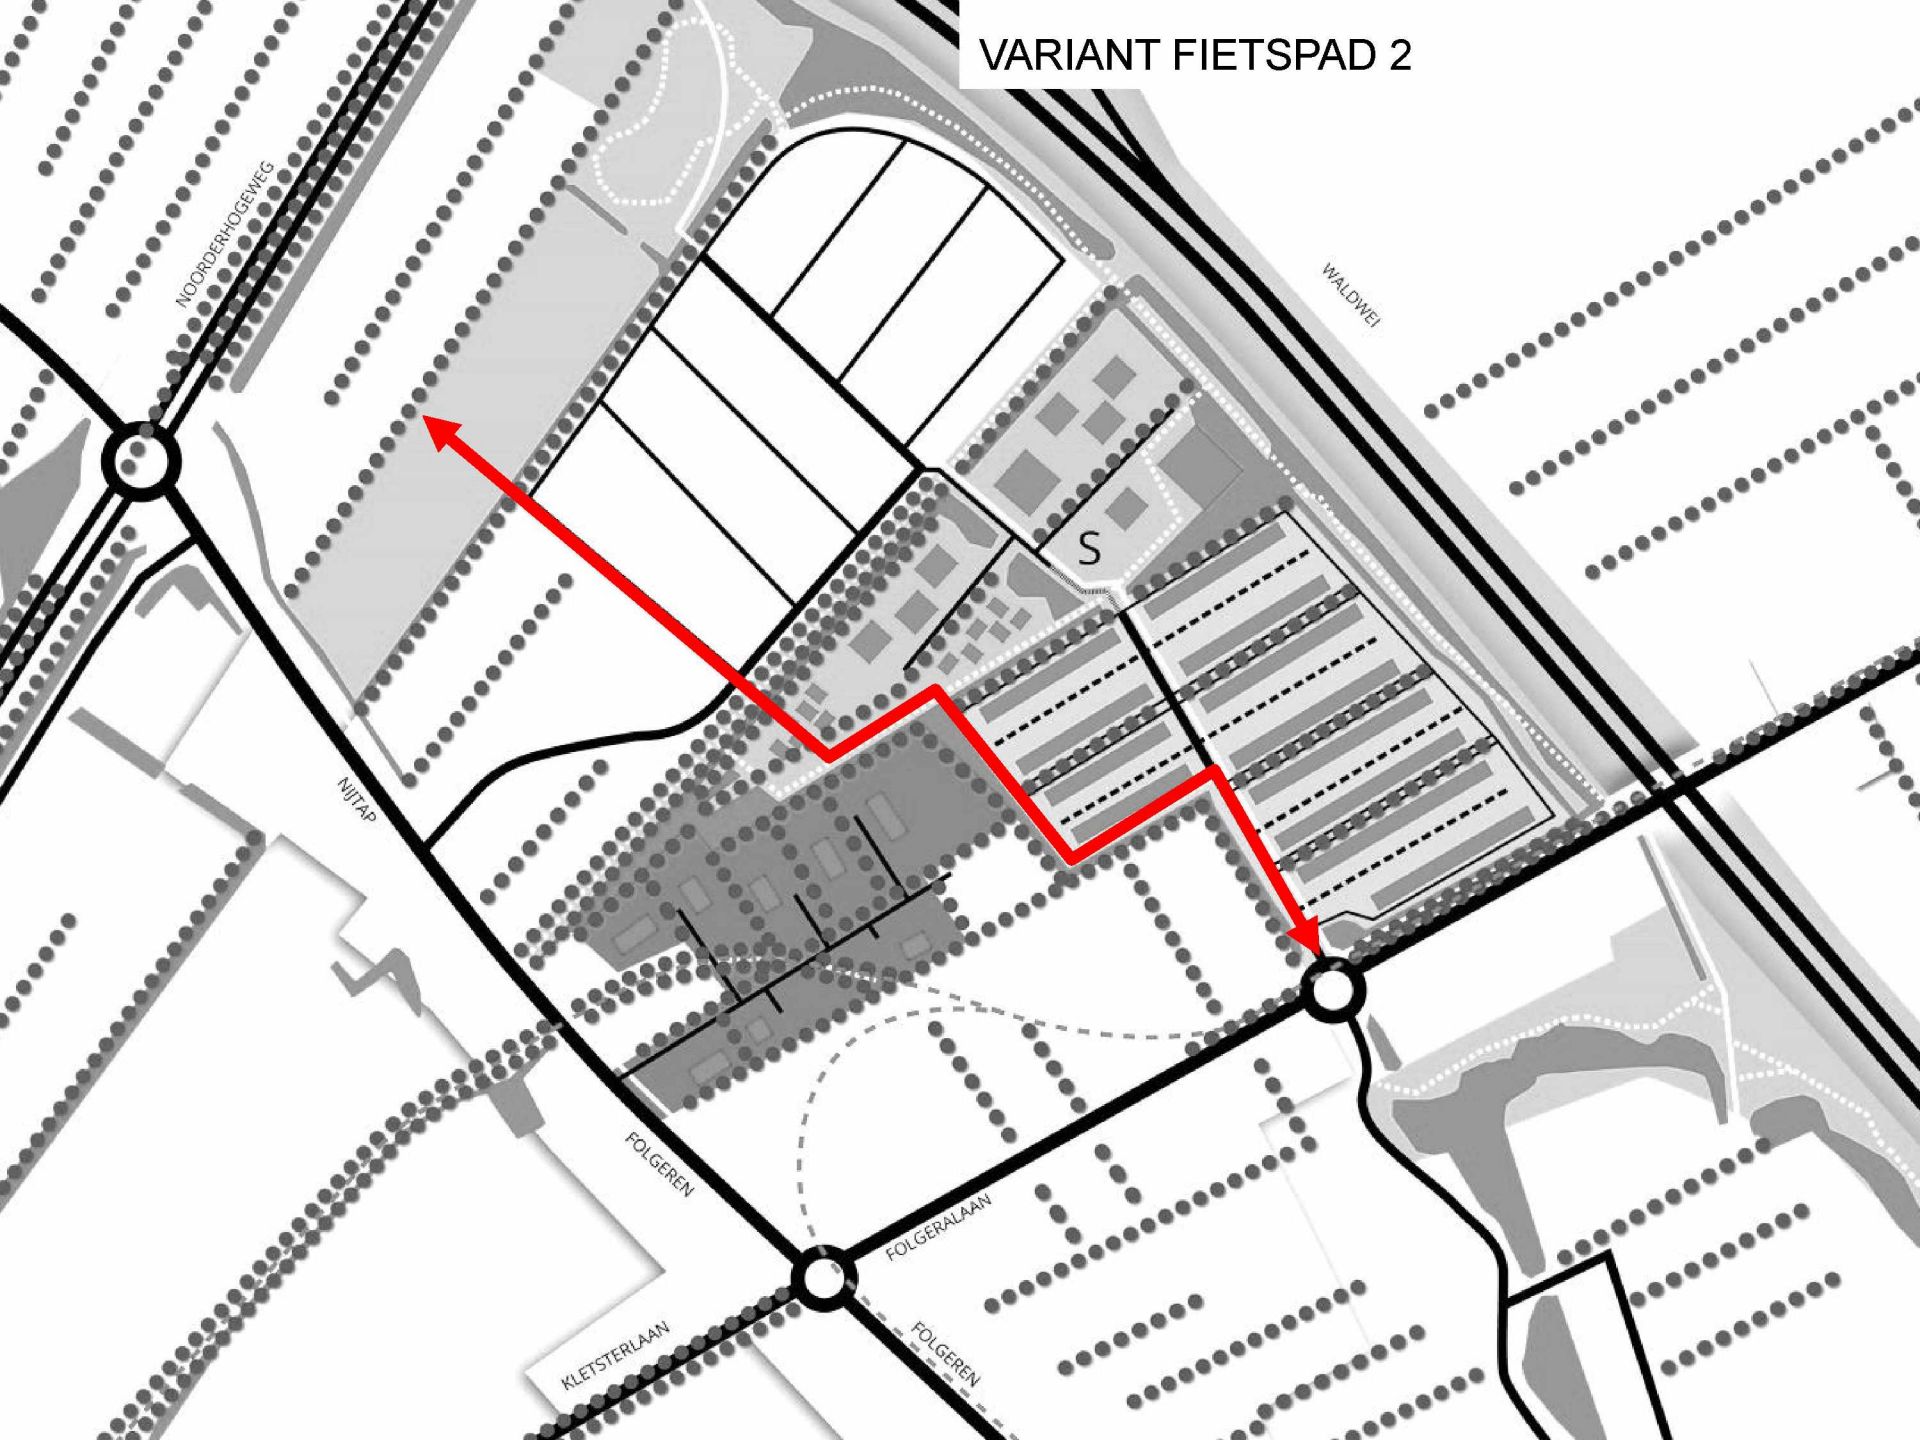 VARIANT FIETSPAD 2
NOORDERHOGEWEG
WALDWEI
S
NIJTAP
FOLGEREN
FOLGERALAAN
KLETSTERLAAN
FOLGEREN